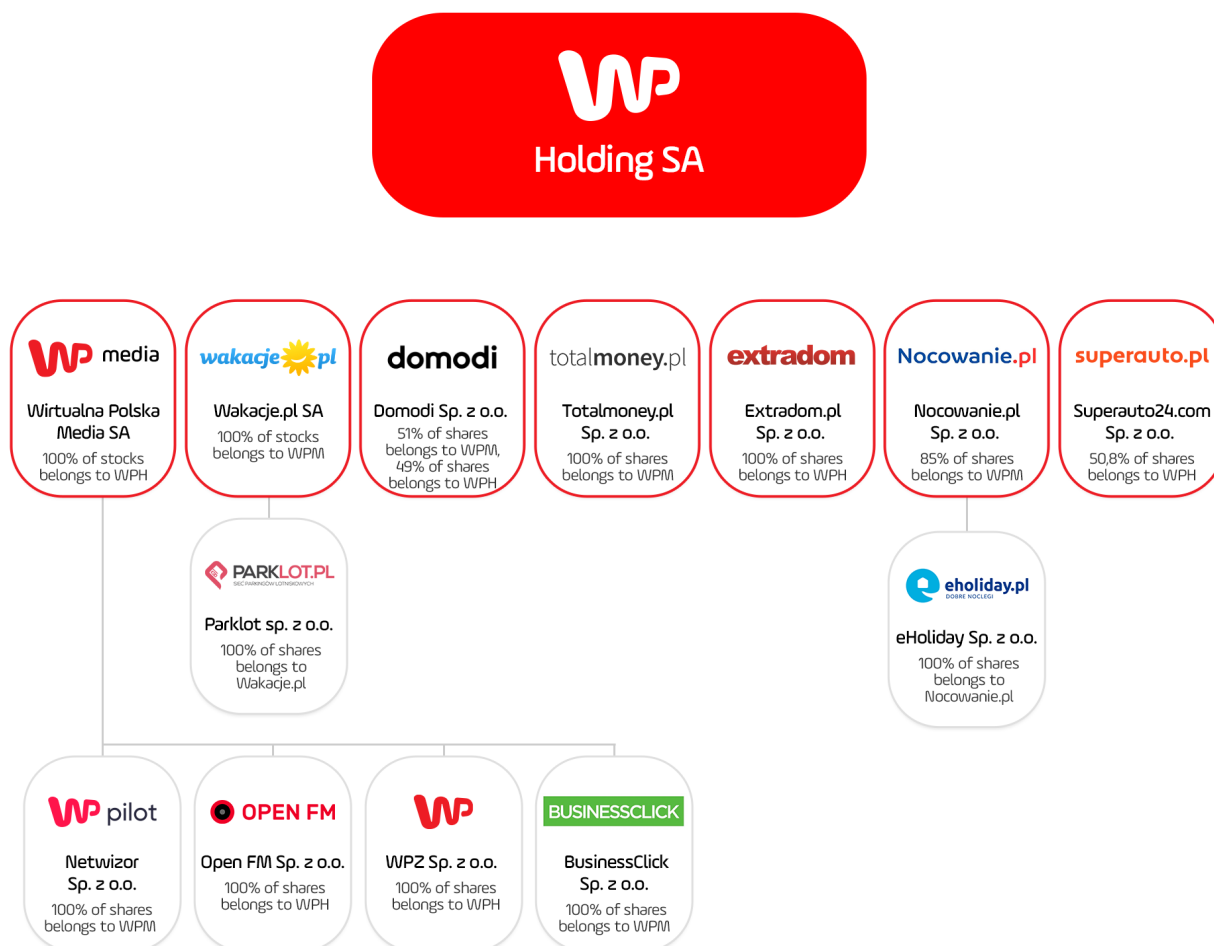 WP
Holding SA
WP media
Wirtualna Polska
Media SA
100% of stocks
belongs to WPH
wakacje.pl
Wakacje.pl SA
100% of stocks
belongs to WPM
domodi
Domodi Sp. z o.o.
51% of shares
belongs to WPM,
49% of shares
belongs to WPH
totalmoney.pl
Totalmoney.pl
Sp. z o.o.
100% of shares
belongs to WPM
extradom
Extradom.pl
Sp. z o.o.
100% of shares
belongs to WPH
Nocowanie.pl
Nocowanie.pl
Sp. z o.o.
85% of shares
belongs to WPM
superauto.pl
Superauto24.com
Sp. z o.o.
50,8% of shares
belongs to WPH
PARKLOT.PL
SIEĆ PARKINGÓW LOTNISKOWYCH
Parklot sp. z o.o.
100% of shares
belongs to
Wakacje.pl
eholiday.pl
DOBRE NOCLEGI
eHoliday Sp. z o.o.
100% of shares
belongs to
Nocowanie.pl
WP pilot
Netwizor
Sp. z o.o.
100% of shares
belongs to WPM
OPEN FM
Open FM Sp. z o.o.
100% of shares
belongs to WPH
WP
WPZ Sp. z o.o.
100% of shares
belongs to WPH
BUSINESSCLICK
BusinessClick
Sp. z o.o.
100% of shares
belongs to WPM